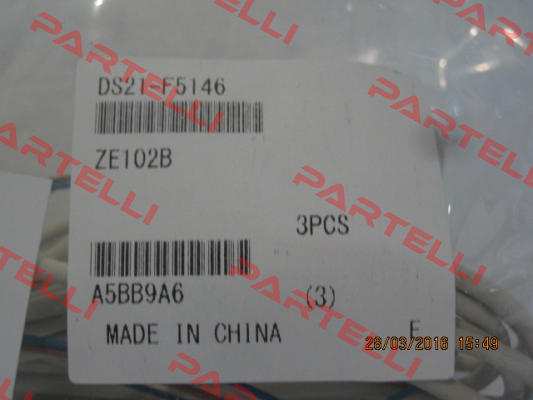 PARTELLI
DS21-F5146
ZE102B
3PCS
A5BB9A6 (3)
MADE IN CHINA F
28/03/2016 15:49
PARTELLI
PARTELLI
PARTELLI
PARTELLI